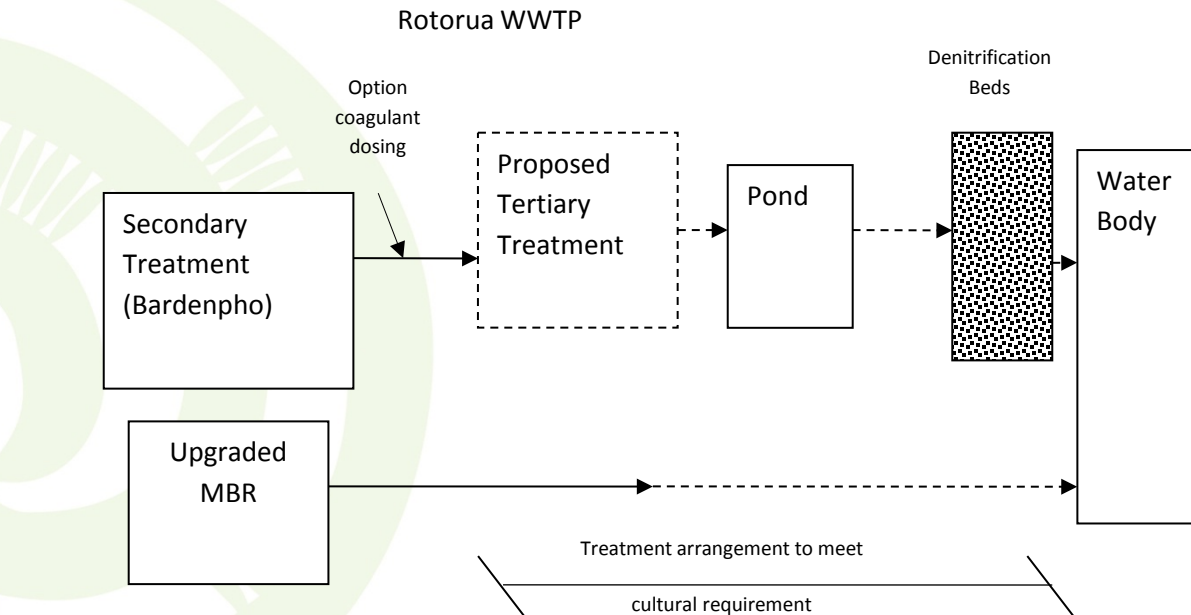 Rotorua WWTP
Denitrification
Beds
Option
coagulant
dosing
Proposed
Tertiary
Treatment
Pond
Water
Body
Secondary
Treatment
(Bardenpho)
Upgraded
MBR
Treatment arrangement to meet
cultural requirement